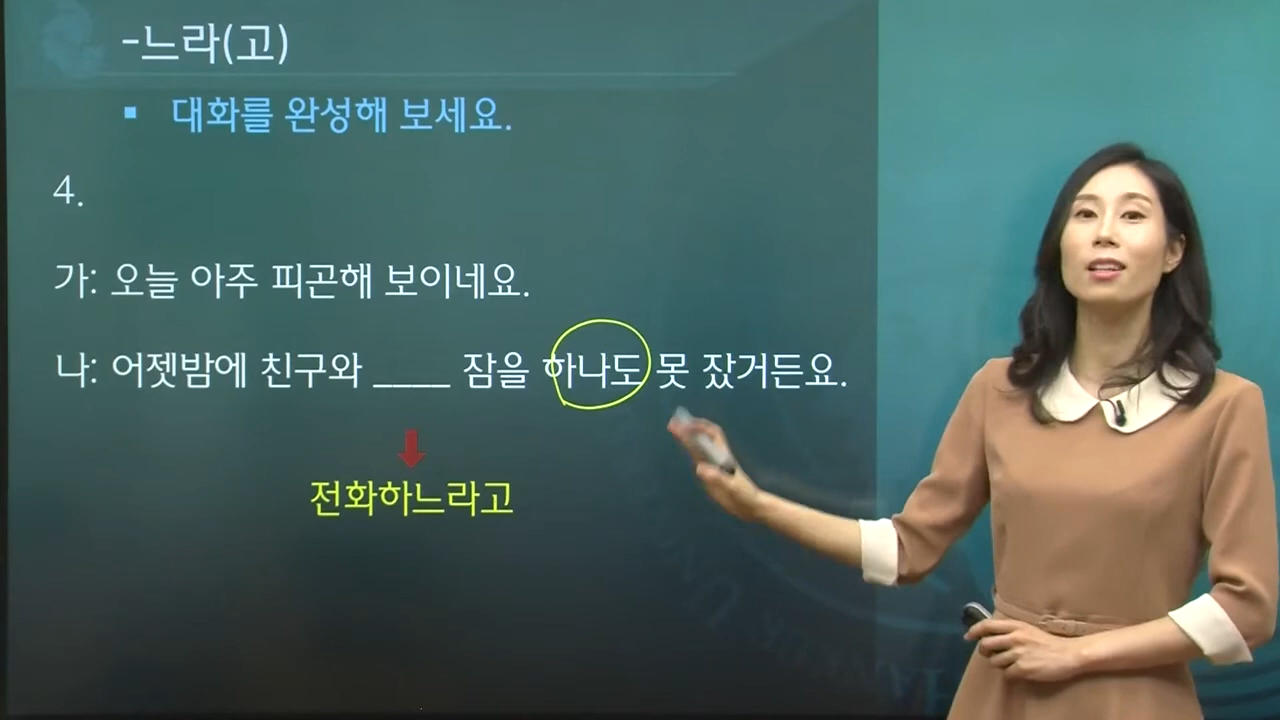 -느라(고)
▪ 대화를 완성해 보세요.
4.
가: 오늘 아주 피곤해 보이네요.
나: 어젯밤에 친구와 ____ 잠을 하나도 못 잤거든요.
전화하느라고